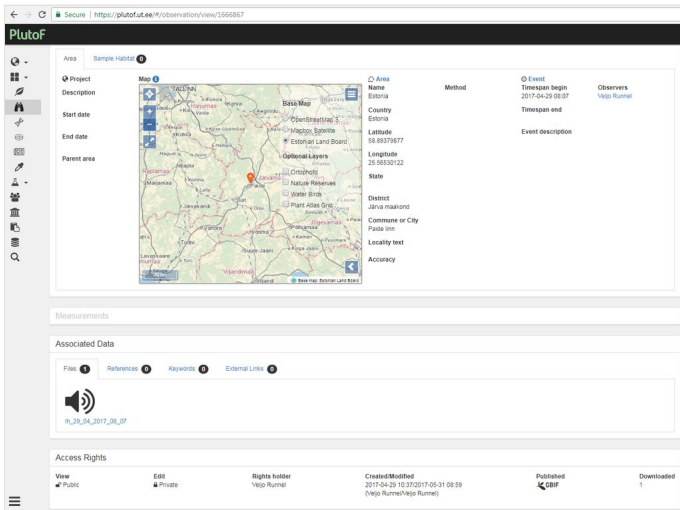 Secure | https://plutof.ut.ee/#/observation/view/1666867
PlutoF
Area Sample Habitat 0
Project
Description
Start date
End date
Parent area
Map
TALLINN
Base Map
OpenStreetMap 3
Mapbox Satellite
Estonian Land Board
Optional Layers
Ortophoto
Nature Reserves
Water Birds
Plant Atlas Grid
Base map: Estonian Land Board
Area
Name
Estonia
Country
Estonia
Latitude
58.89379877
Longitude
25.56530122
State
District
Järva maakond
Commune or City
Paide linn
Locality text
Accuracy
Method
Event
Timespan begin
2017-04-29 08:07
Timespan end
Event description
Observers
Veljo Runnel
Measurements
Associated Data
Files 1 References 0 Keywords 0 External Links 0
lh_29_04_2017_08_07
Access Rights
View
Public
Edit
Private
Rights holder
Veljo Runnel
Created/Modified
2017-04-29 10:37/2017-05-31 08:59
(Veljo Runnel/Veljo Runnel)
Published
GBIF
Downloaded
1